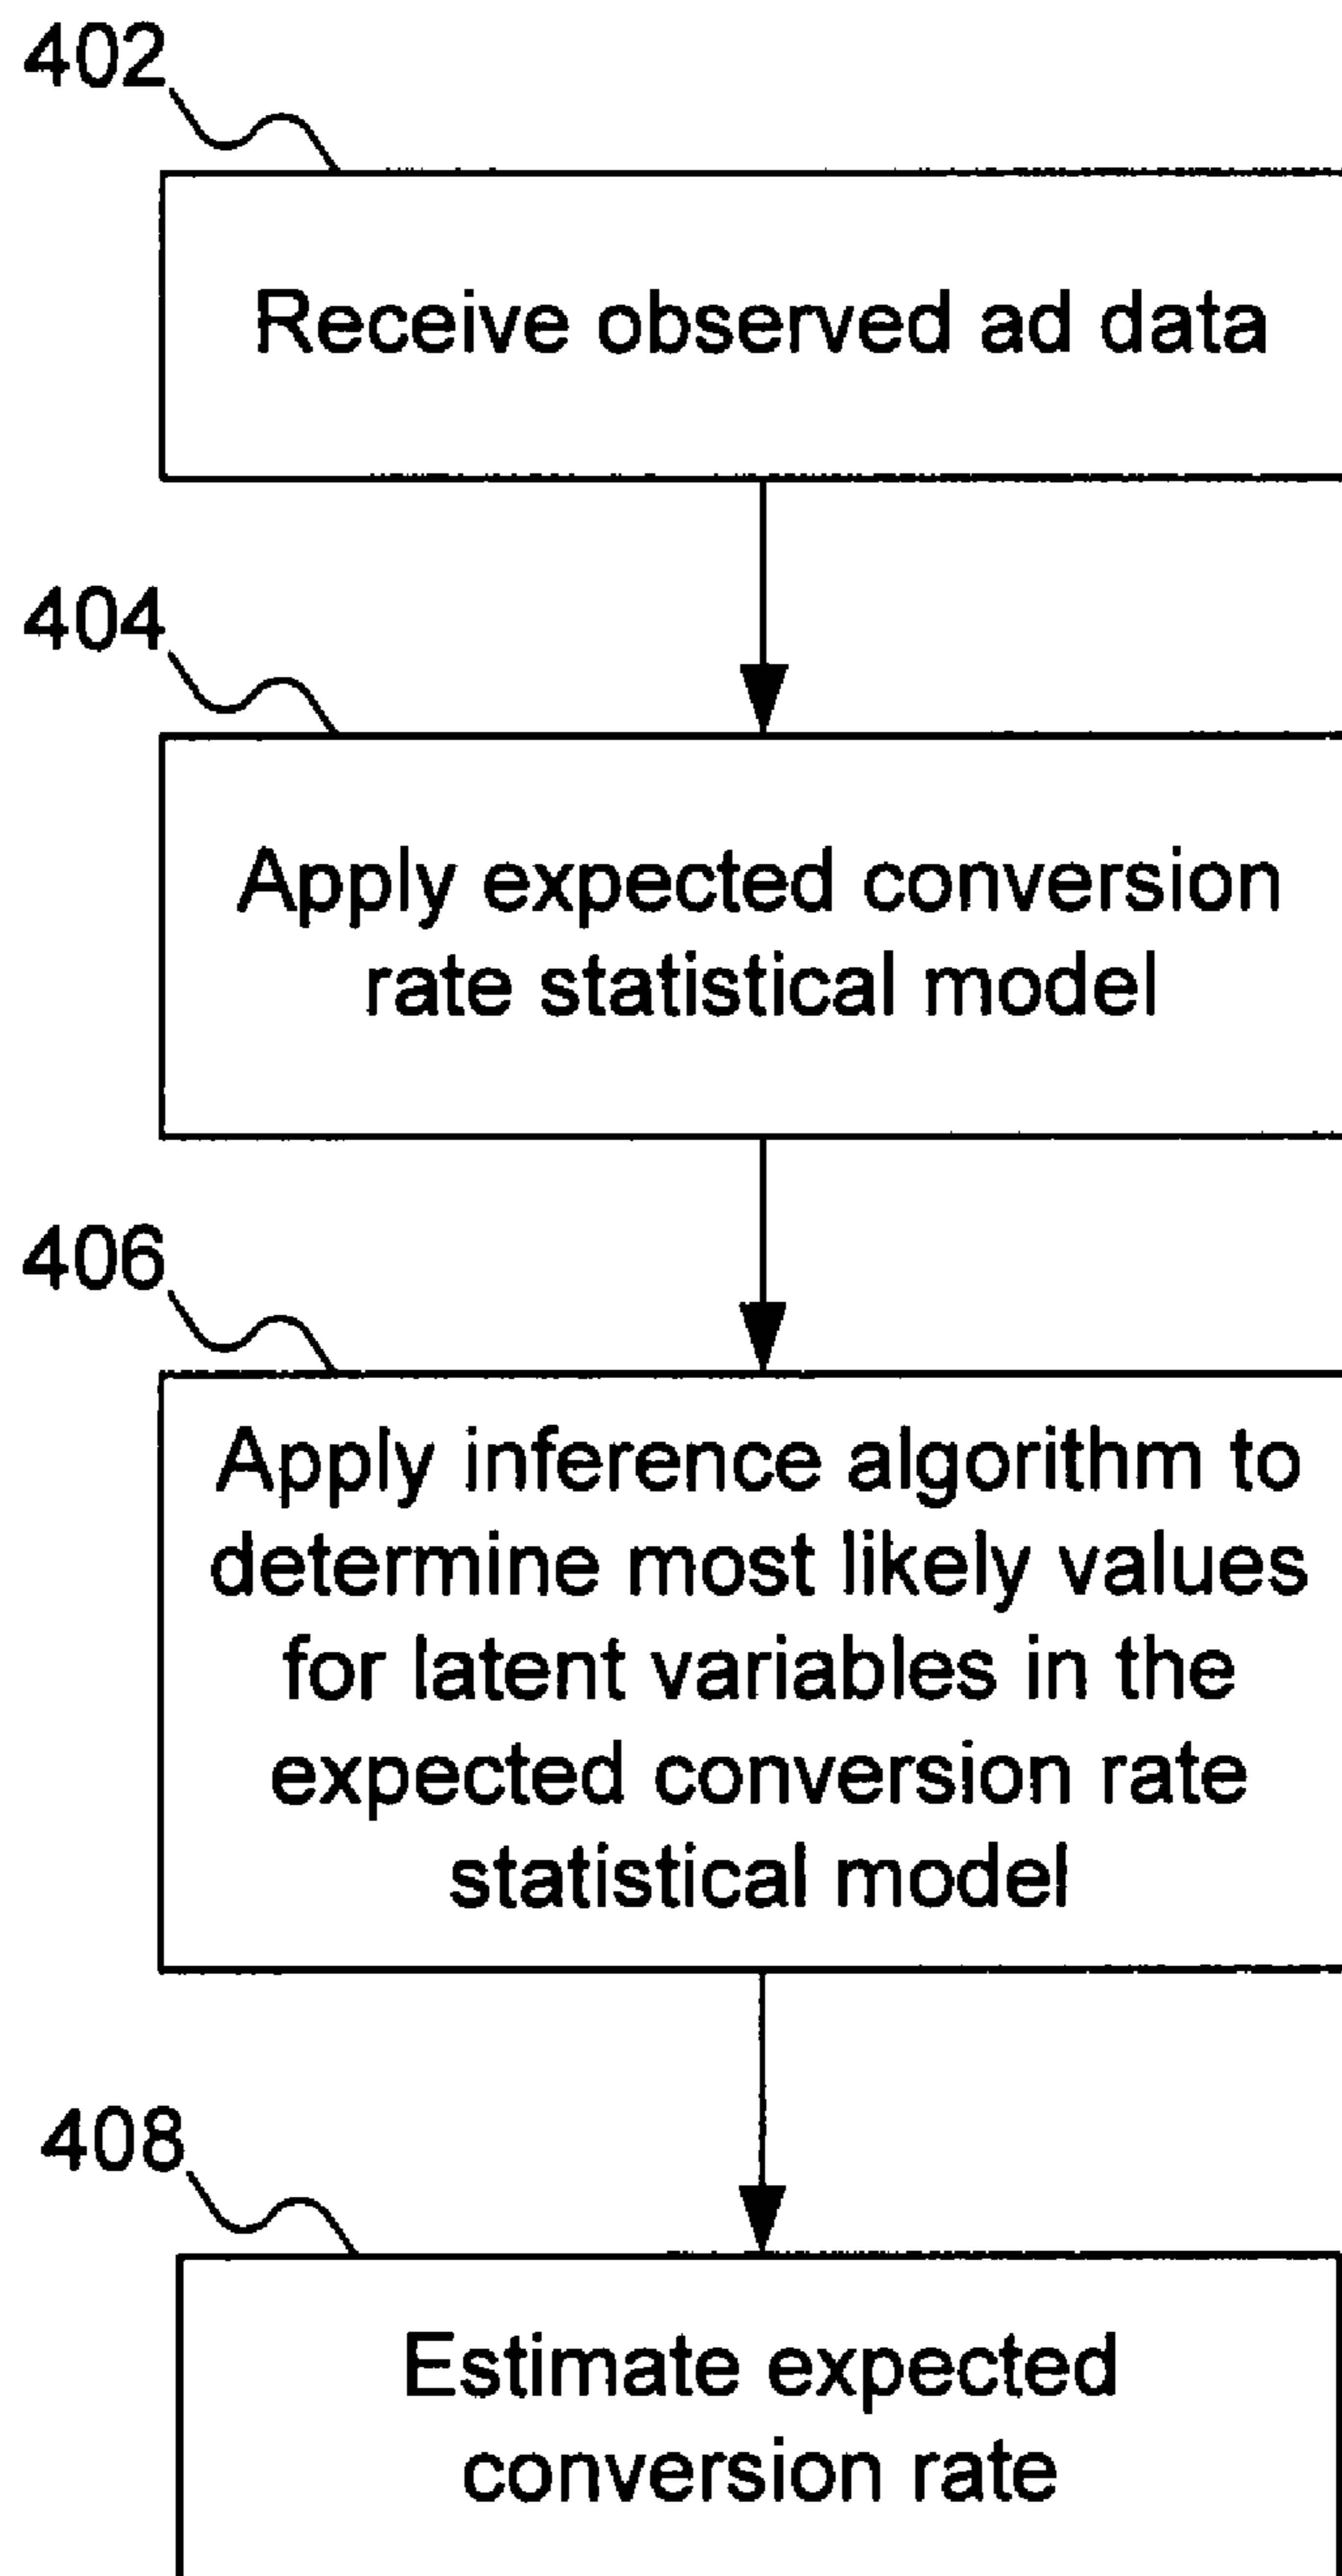 402
Receive observed ad data
404
Apply expected conversion
rate statistical model
406
Apply inference algorithm to
determine most likely values
for latent variables in the
expected conversion rate
statistical model
408
Estimate expected
conversion rate